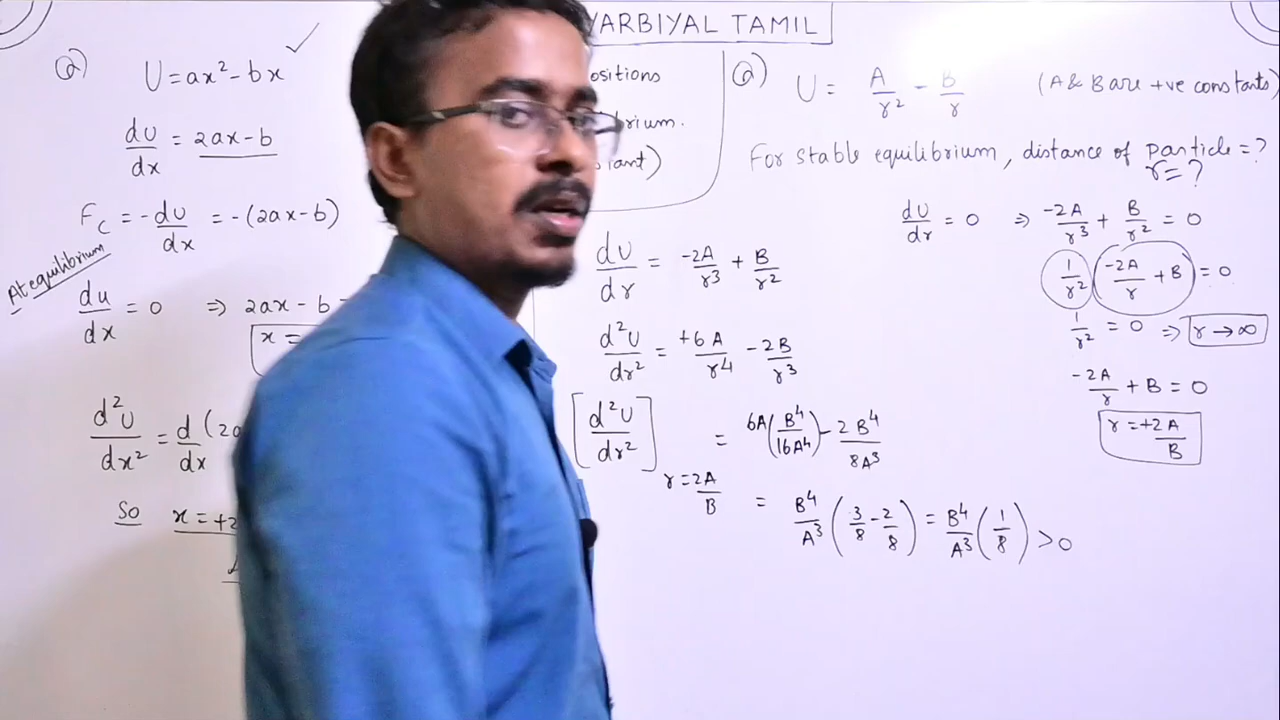 YARBIYAL TAMIL
Q)
U = ax² - bx
dU/dx = 2ax - b
F_C = -dU/dx = -(2ax - b)
At equilibrium
du/dx = 0 ⇒ 2ax - b
x =
d²U/dx² = d/dx (2a
So x = +
ositions
rium.
tant)
Q) U = A/r² - B/r (A & B are +ve constants)
For stable equilibrium, distance of particle = ?
r = ?
dU/dr = 0 ⇒ -2A/r³ + B/r² = 0
1/r² (-2A/r + B) = 0
1/r² = 0 ⇒ r → ∞
-2A/r + B = 0
r = +2A/B
dU/dr = -2A/r³ + B/r²
d²U/dr² = +6A/r⁴ - 2B/r³
[d²U/dr²] r = 2A/B = 6A(B⁴/16A⁴) - 2B⁴/8A³
= B⁴/A³ (3/8 - 2/8) = B⁴/A³ (1/8) > 0